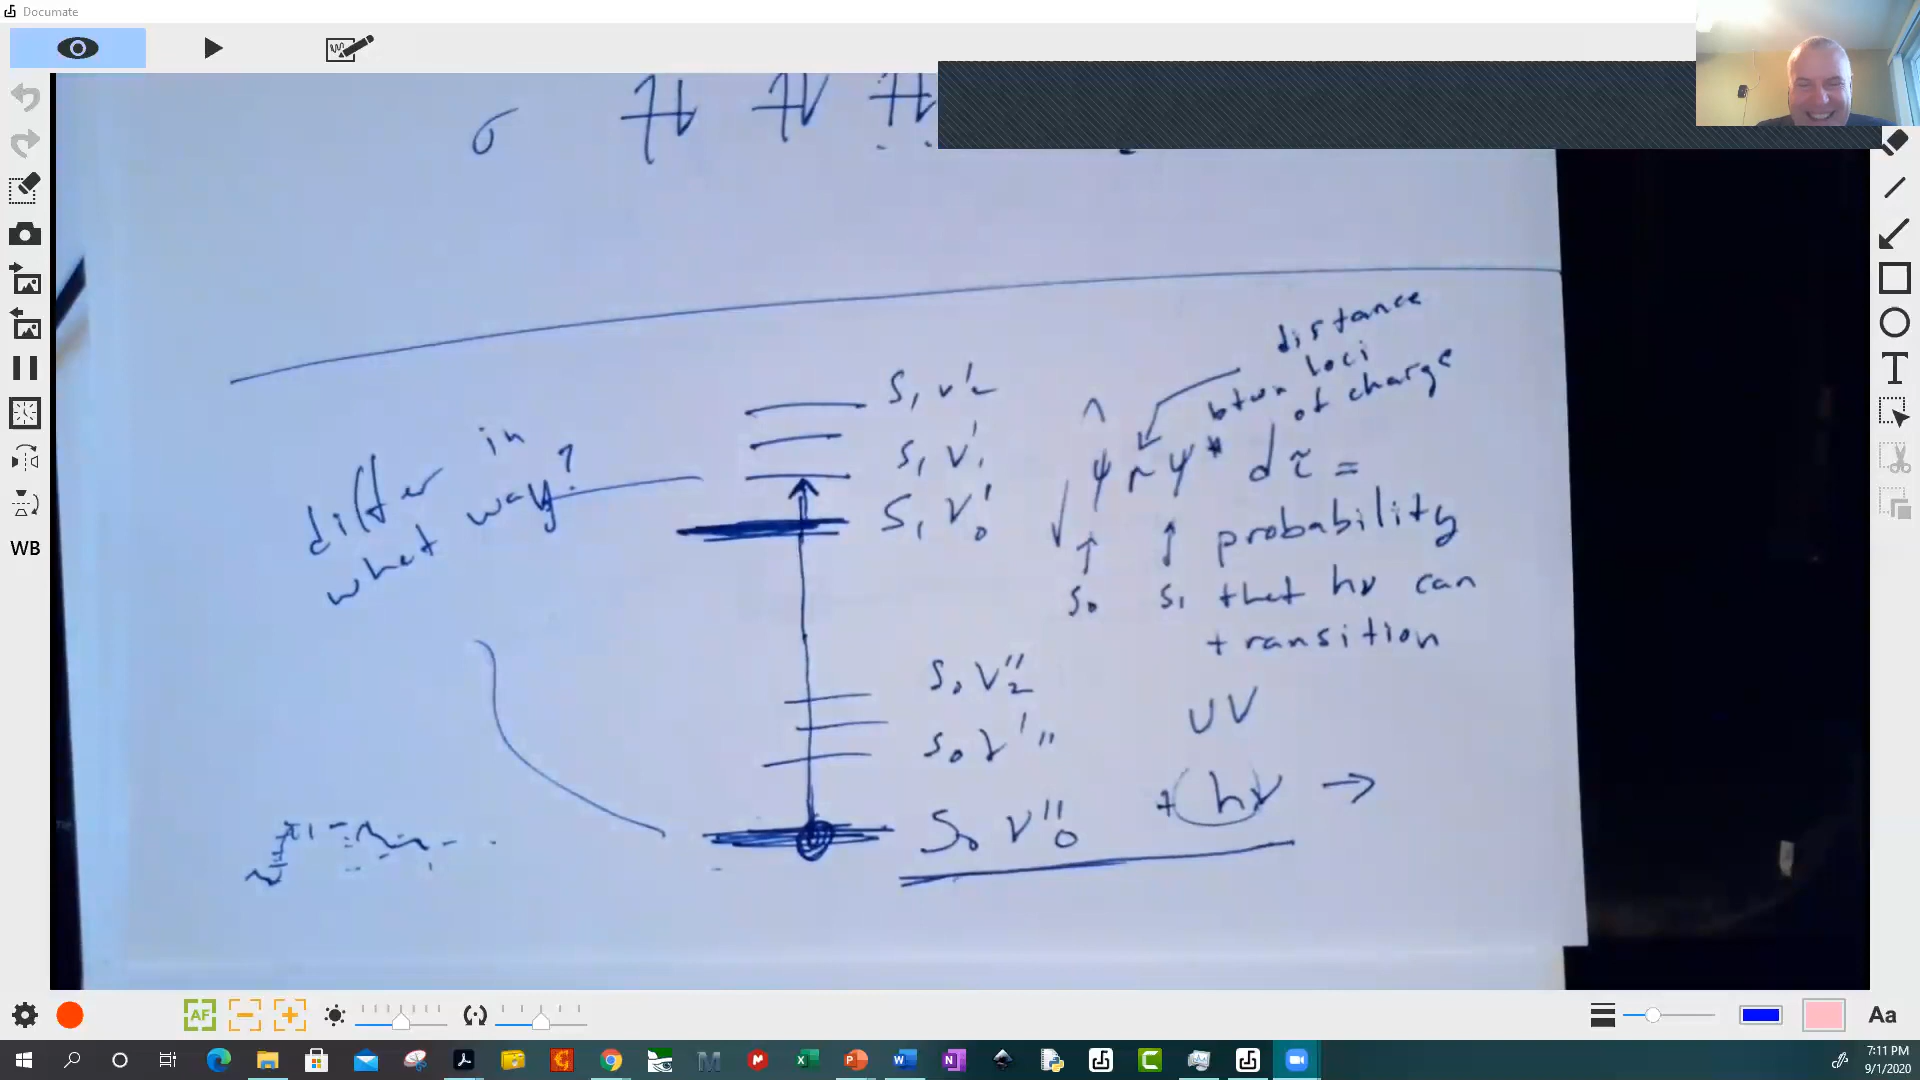 Documate
σ
distance
btwn loci
of charge
S₁ v'₂
S₁ V'₁
S₁ V'₀
differ in
what way?
∫ ψ r ψ* dτ =
S₀ S₁
probability
that hν can
transition
S₀ V''₂
S₀ V' ''
S₀ V''₀
UV
+ hν →
WB
AF
Aa
7:11 PM
9/1/2020